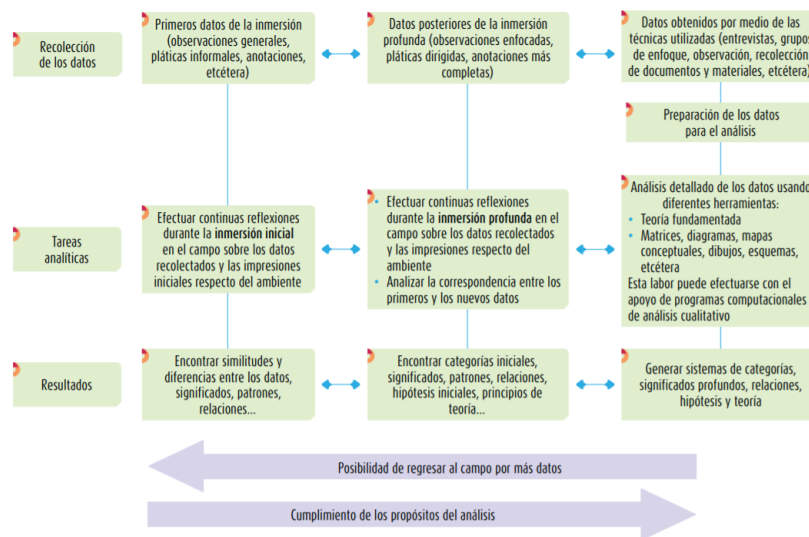 Recolección
de los datos
Primeros datos de la inmersión
(observaciones generales,
pláticas informales, anotaciones,
etcétera)
Datos posteriores de la inmersión
profunda (observaciones enfocadas,
pláticas dirigidas, anotaciones más
completas)
Datos obtenidos por medio de las
técnicas utilizadas (entrevistas, grupos
de enfoque, observación, recolección
de documentos y materiales, etcétera)
Preparación de los datos
para el análisis
Tareas
analíticas
Efectuar continuas reflexiones
durante la inmersión inicial
en el campo sobre los datos
recolectados y las impresiones
iniciales respecto del ambiente
• Efectuar continuas reflexiones
durante la inmersión profunda en el
campo sobre los datos recolectados
y las impresiones respecto del
ambiente
• Analizar la correspondencia entre los
primeros y los nuevos datos
Análisis detallado de los datos usando
diferentes herramientas:
• Teoría fundamentada
• Matrices, diagramas, mapas
conceptuales, dibujos, esquemas,
etcétera
Esta labor puede efectuarse con el
apoyo de programas computacionales
de análisis cualitativo
Resultados
Encontrar similitudes y
diferencias entre los datos,
significados, patrones,
relaciones...
Encontrar categorías iniciales,
significados, patrones, relaciones,
hipótesis iniciales, principios de
teoría...
Generar sistemas de categorías,
significados profundos, relaciones,
hipótesis y teoría
Posibilidad de regresar al campo por más datos
Cumplimiento de los propósitos del análisis